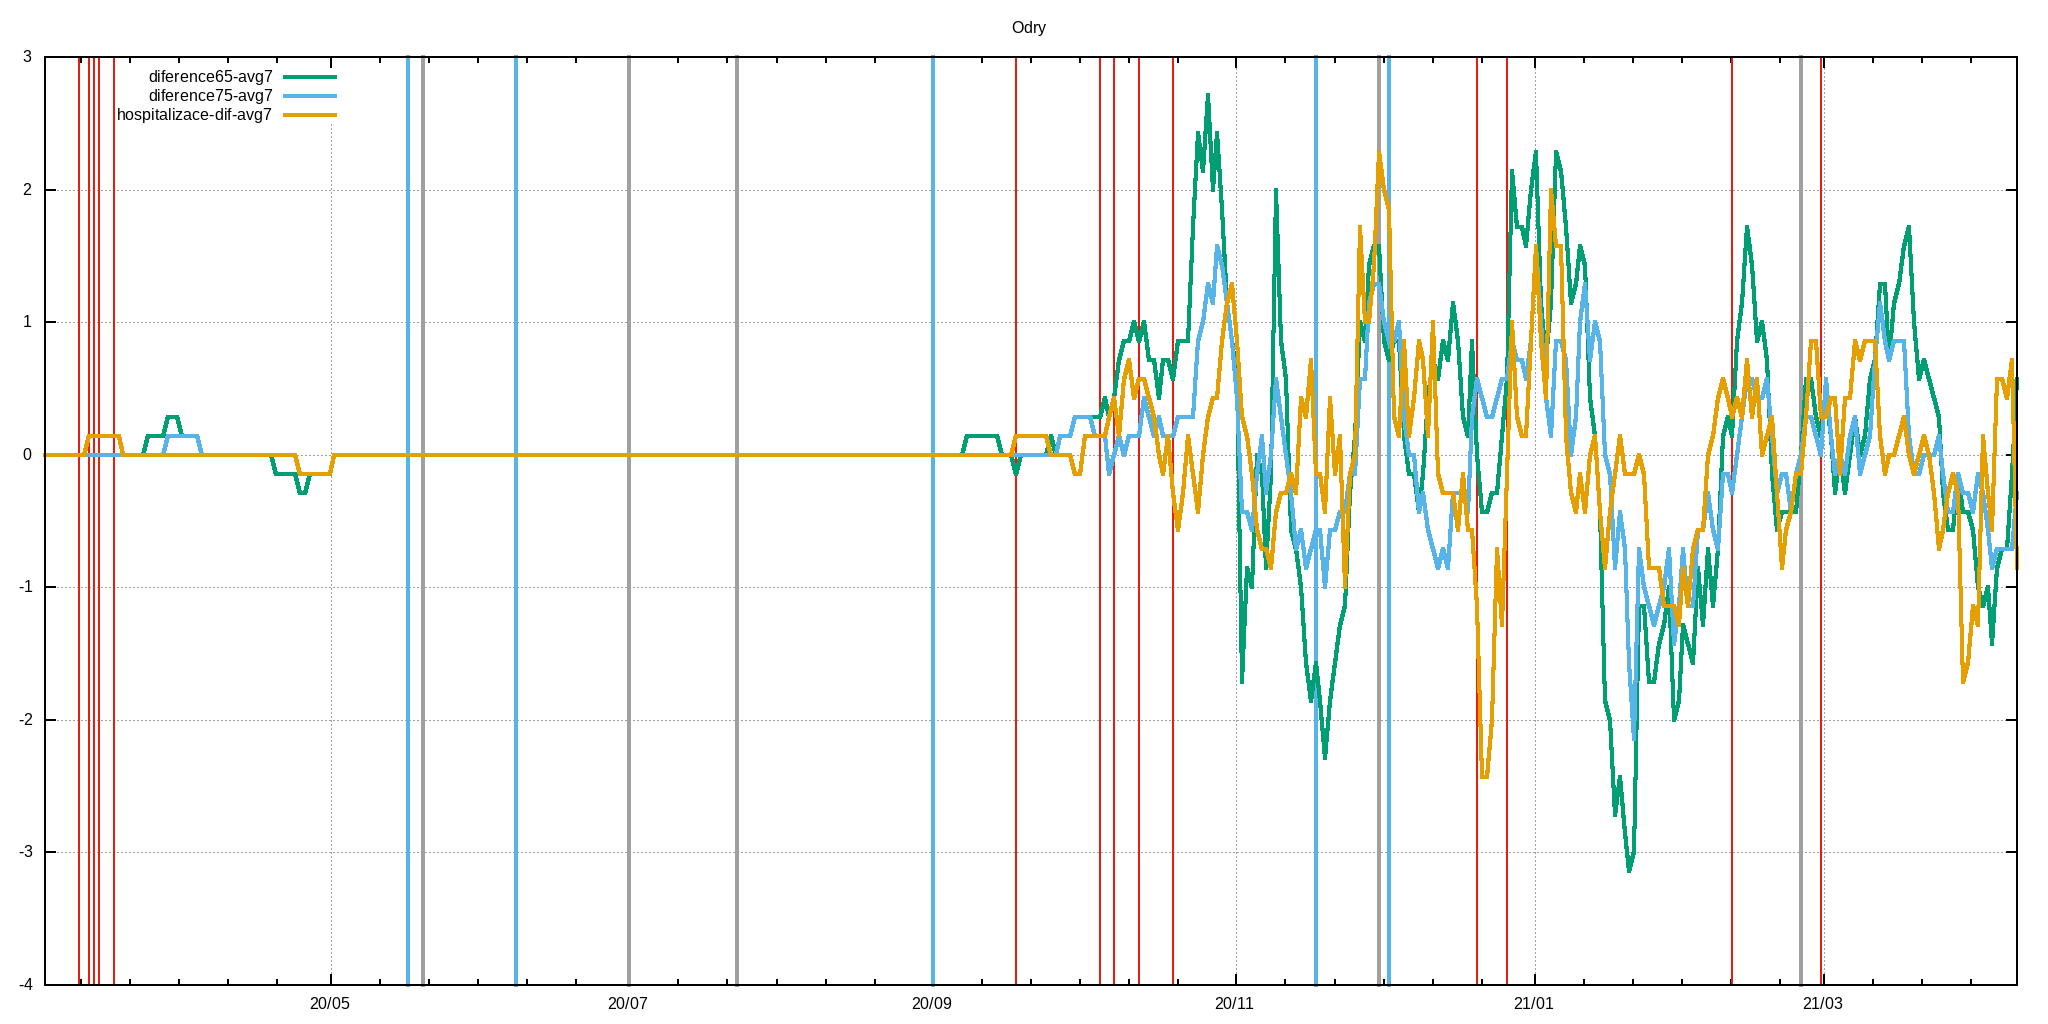 Odry
diference65-avg7
diference75-avg7
hospitalizace-dif-avg7
3
2
1
0
-1
-2
-3
-4
20/05 20/07 20/09 20/11 21/01 21/03